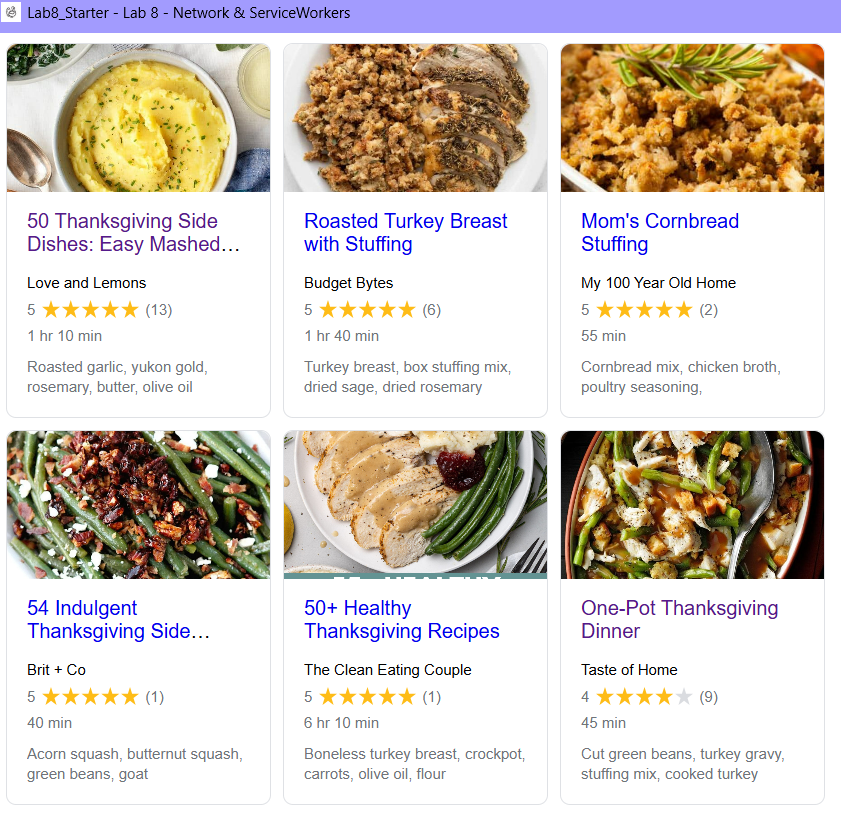 Lab8_Starter - Lab 8 - Network & ServiceWorkers
50 Thanksgiving Side
Dishes: Easy Mashed…
Love and Lemons
5 ★★★★★ (13)
1 hr 10 min
Roasted garlic, yukon gold,
rosemary, butter, olive oil
Roasted Turkey Breast
with Stuffing
Budget Bytes
5 ★★★★★ (6)
1 hr 40 min
Turkey breast, box stuffing mix,
dried sage, dried rosemary
Mom's Cornbread
Stuffing
My 100 Year Old Home
5 ★★★★★ (2)
55 min
Cornbread mix, chicken broth,
poultry seasoning,
54 Indulgent
Thanksgiving Side…
Brit + Co
5 ★★★★★ (1)
40 min
Acorn squash, butternut squash,
green beans, goat
50+ Healthy
Thanksgiving Recipes
The Clean Eating Couple
5 ★★★★★ (1)
6 hr 10 min
Boneless turkey breast, crockpot,
carrots, olive oil, flour
One-Pot Thanksgiving
Dinner
Taste of Home
4 ★★★★★ (9)
45 min
Cut green beans, turkey gravy,
stuffing mix, cooked turkey